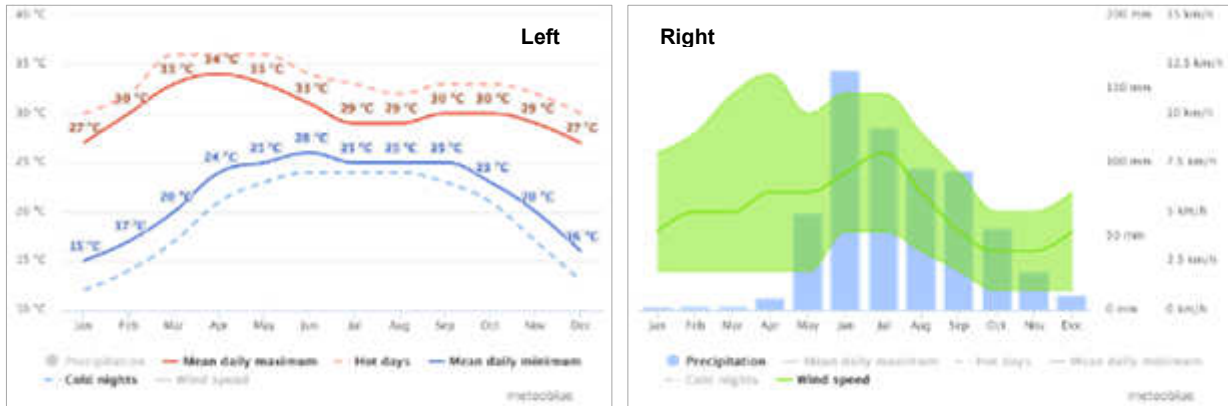 40 °C
Left
35 °C
30 °C
25 °C
20 °C
15 °C
10 °C
27 °C 30 °C 33 °C 34 °C 33 °C 33 °C 29 °C 29 °C 30 °C 30 °C 29 °C 27 °C
15 °C 17 °C 20 °C 24 °C 25 °C 26 °C 25 °C 25 °C 25 °C 23 °C 20 °C 16 °C
Jan Feb Mar Apr May Jun Jul Aug Sep Oct Nov Dec
Precipitation Mean daily maximum Hot days Mean daily minimum
Cold nights Wind speed
meteoblue
Right
200 mm 15 km/h
12.5 km/h
150 mm
10 km/h
100 mm 7.5 km/h
5 km/h
50 mm
2.5 km/h
0 mm 0 km/h
Jan Feb Mar Apr May Jun Jul Aug Sep Oct Nov Dec
Precipitation Mean daily maximum Hot days Mean daily minimum
Cold nights Wind speed
meteoblue